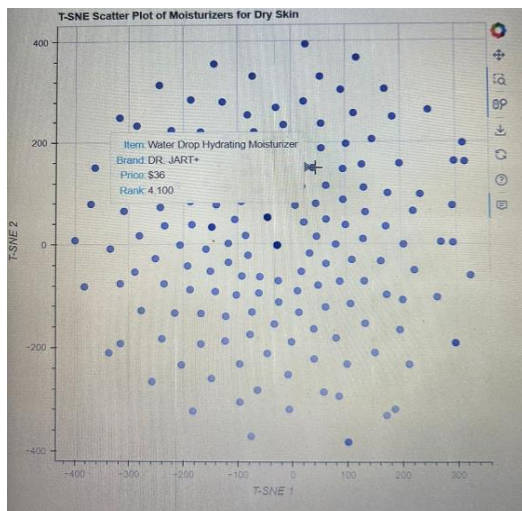 T-SNE Scatter Plot of Moisturizers for Dry Skin
400
200
0
-200
-400
T-SNE 2
Item: Water Drop Hydrating Moisturizer
Brand: DR. JART+
Price: $36
Rank: 4.100
-400 -300 -200 -100 0 100 200 300
T-SNE 1